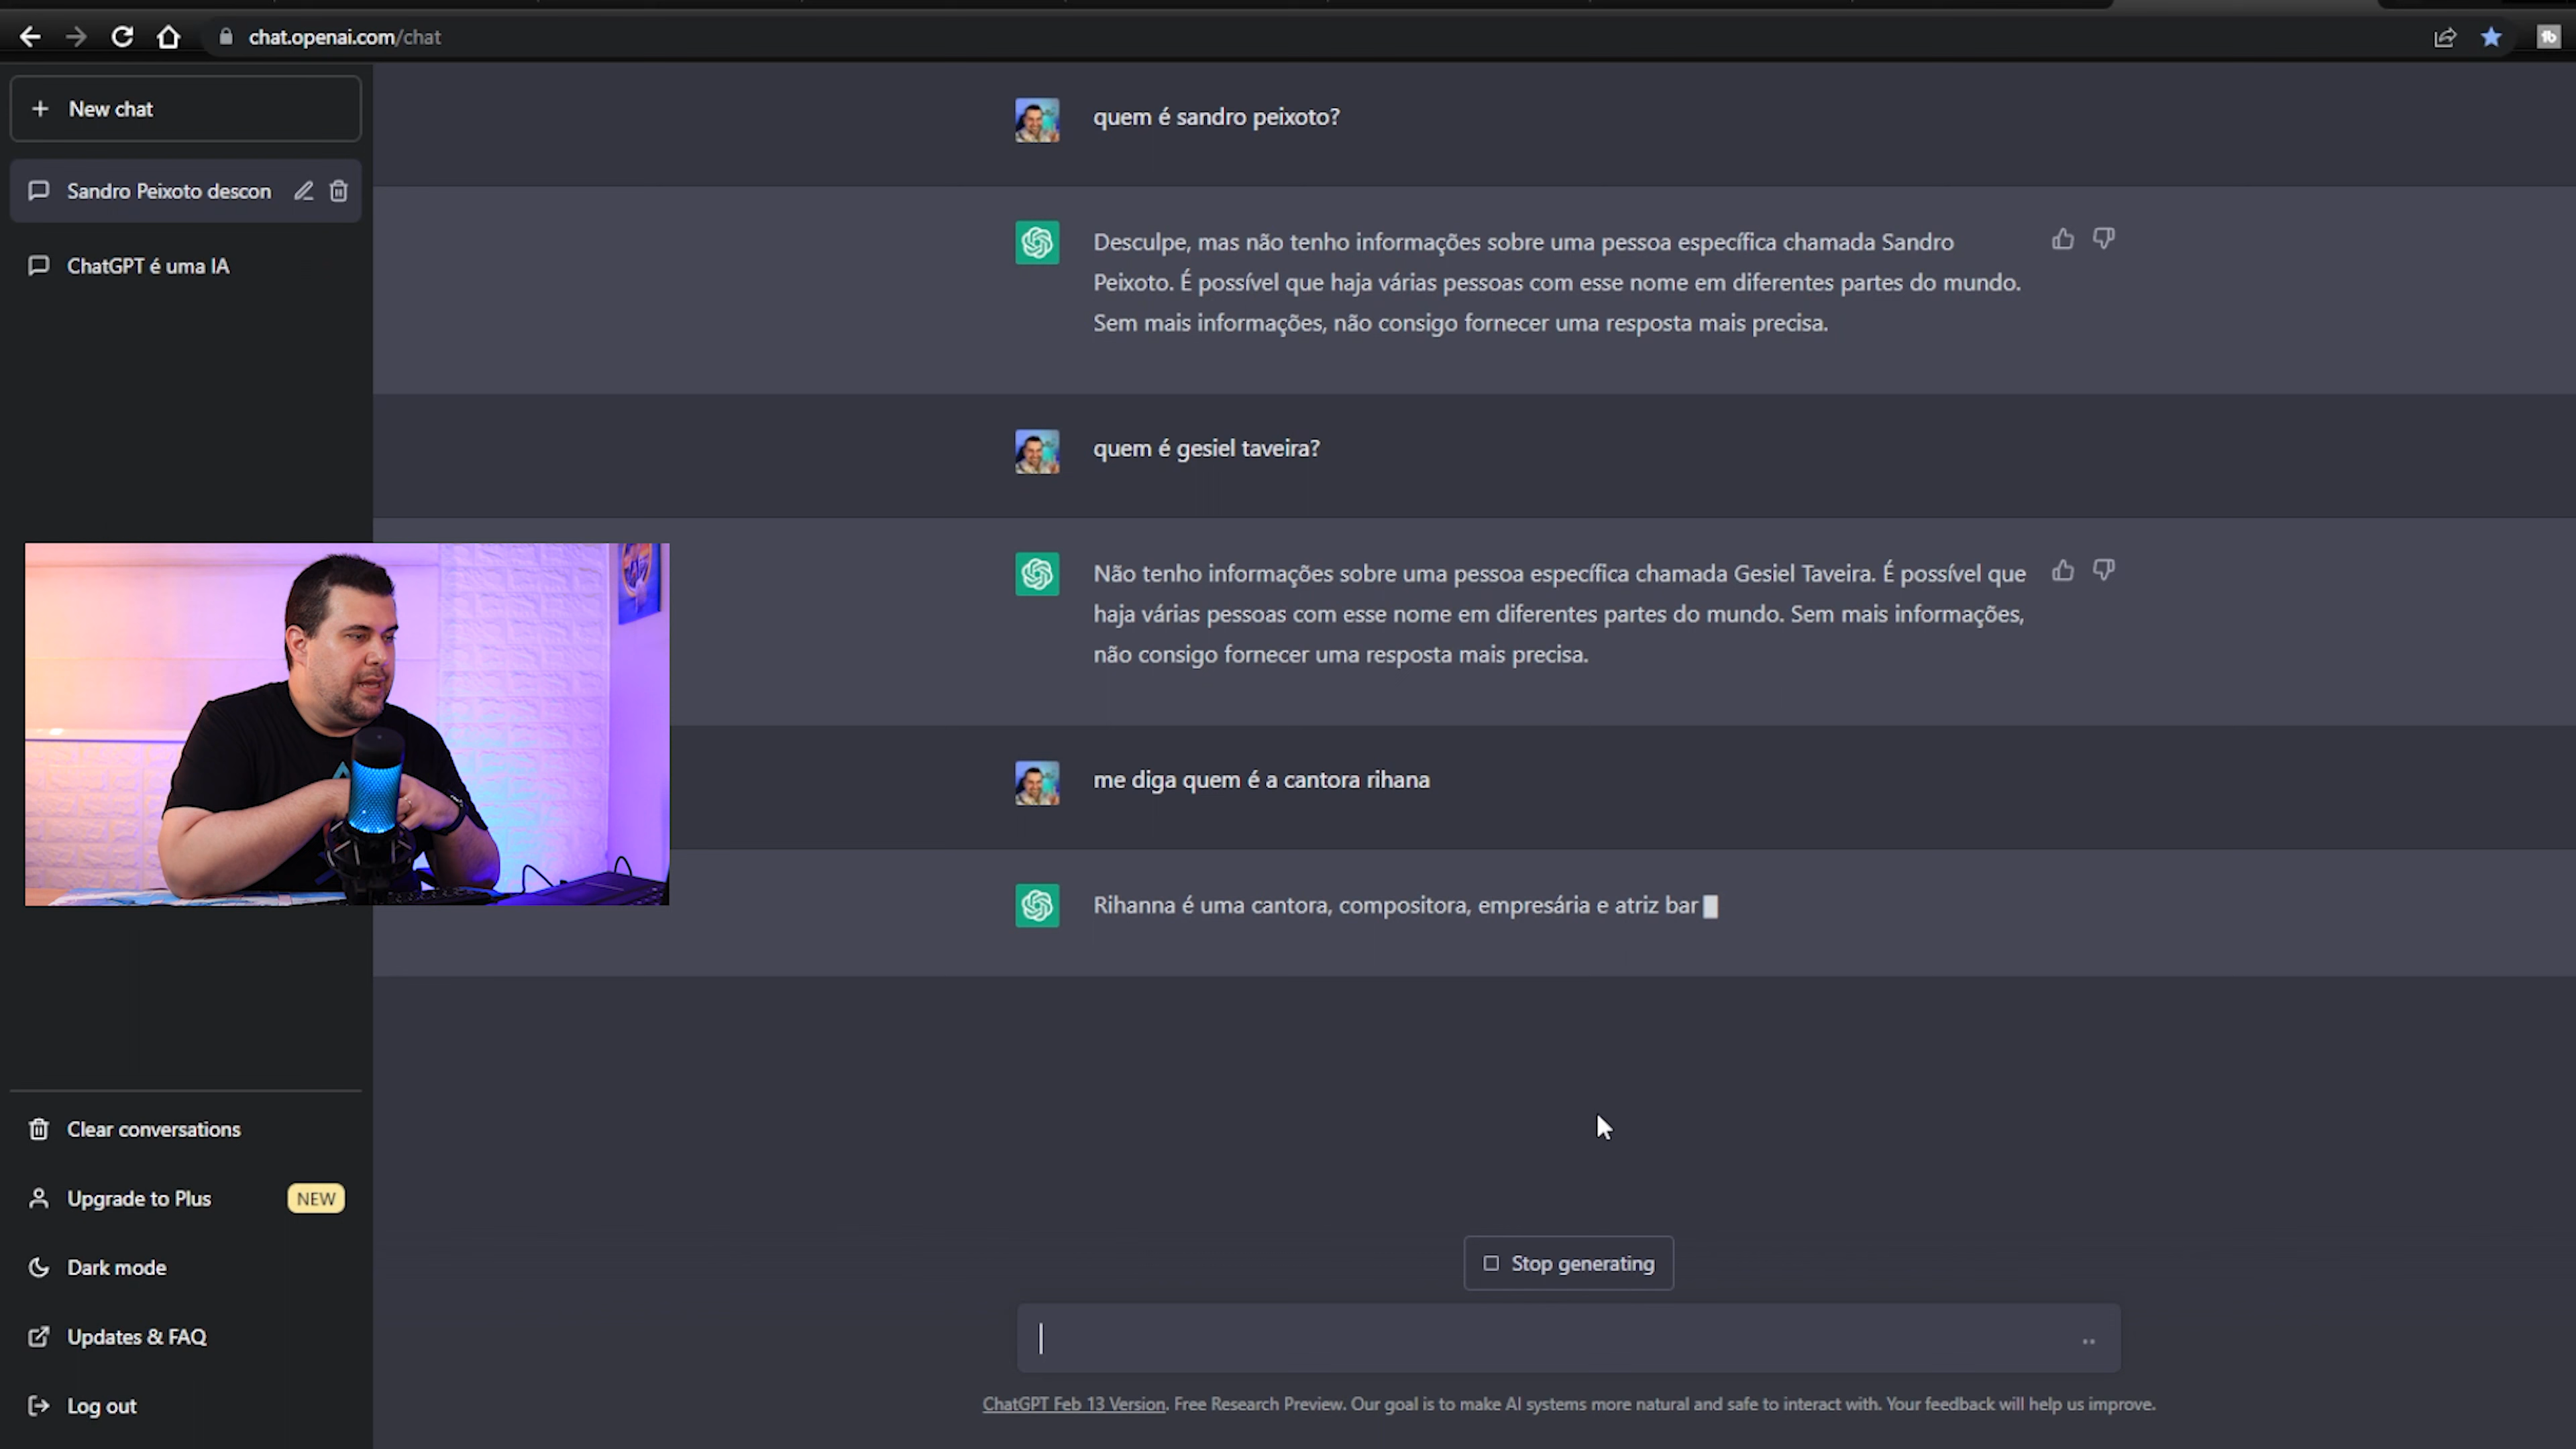 chat.openai.com/chat
New chat
Sandro Peixoto descon
ChatGPT é uma IA
quem é sandro peixoto?
Desculpe, mas não tenho informações sobre uma pessoa específica chamada Sandro
Peixoto. É possível que haja várias pessoas com esse nome em diferentes partes do mundo.
Sem mais informações, não consigo fornecer uma resposta mais precisa.
quem é gesiel taveira?
Não tenho informações sobre uma pessoa específica chamada Gesiel Taveira. É possível que
haja várias pessoas com esse nome em diferentes partes do mundo. Sem mais informações,
não consigo fornecer uma resposta mais precisa.
me diga quem é a cantora rihana
Rihanna é uma cantora, compositora, empresária e atriz bar
Clear conversations
Upgrade to Plus
NEW
Dark mode
Updates & FAQ
Log out
Stop generating
ChatGPT Feb 13 Version. Free Research Preview. Our goal is to make AI systems more natural and safe to interact with. Your feedback will help us improve.